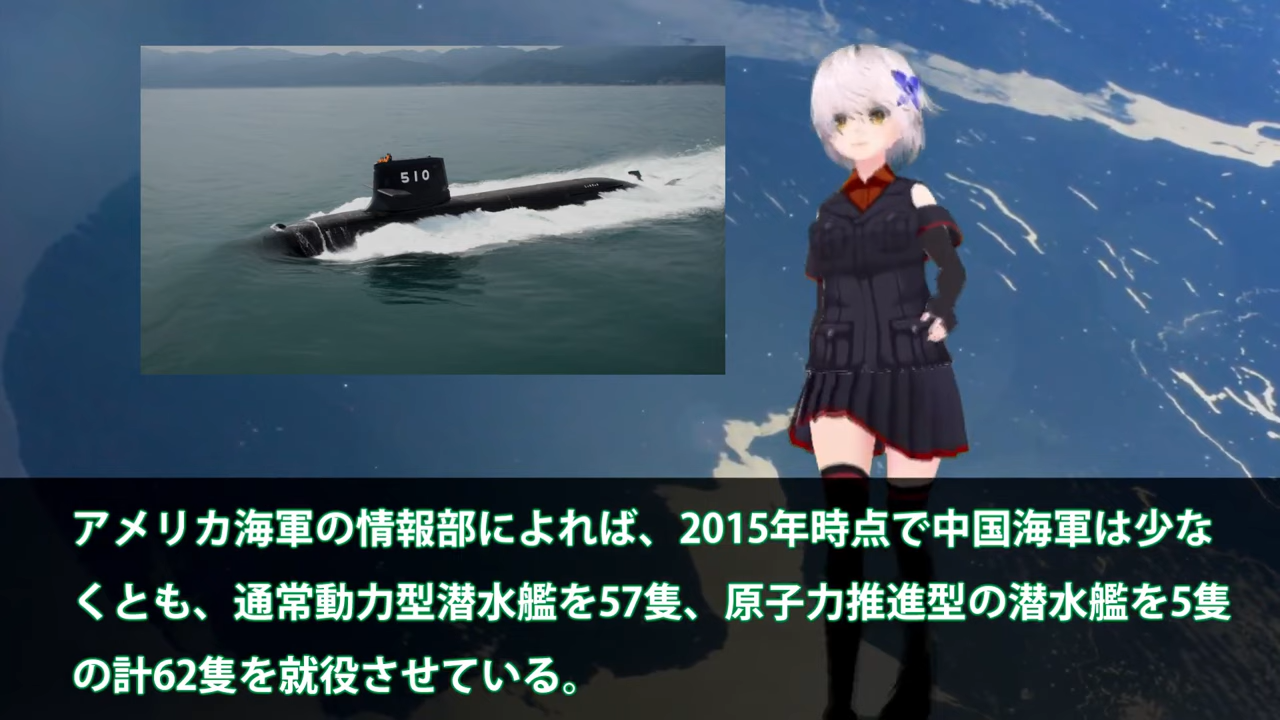 510
アメリカ海軍の情報部によれば、2015年時点で中国海軍は少な
くとも、通常動力型潜水艦を57隻、原子力推進型の潜水艦を5隻
の計62隻を就役させている。